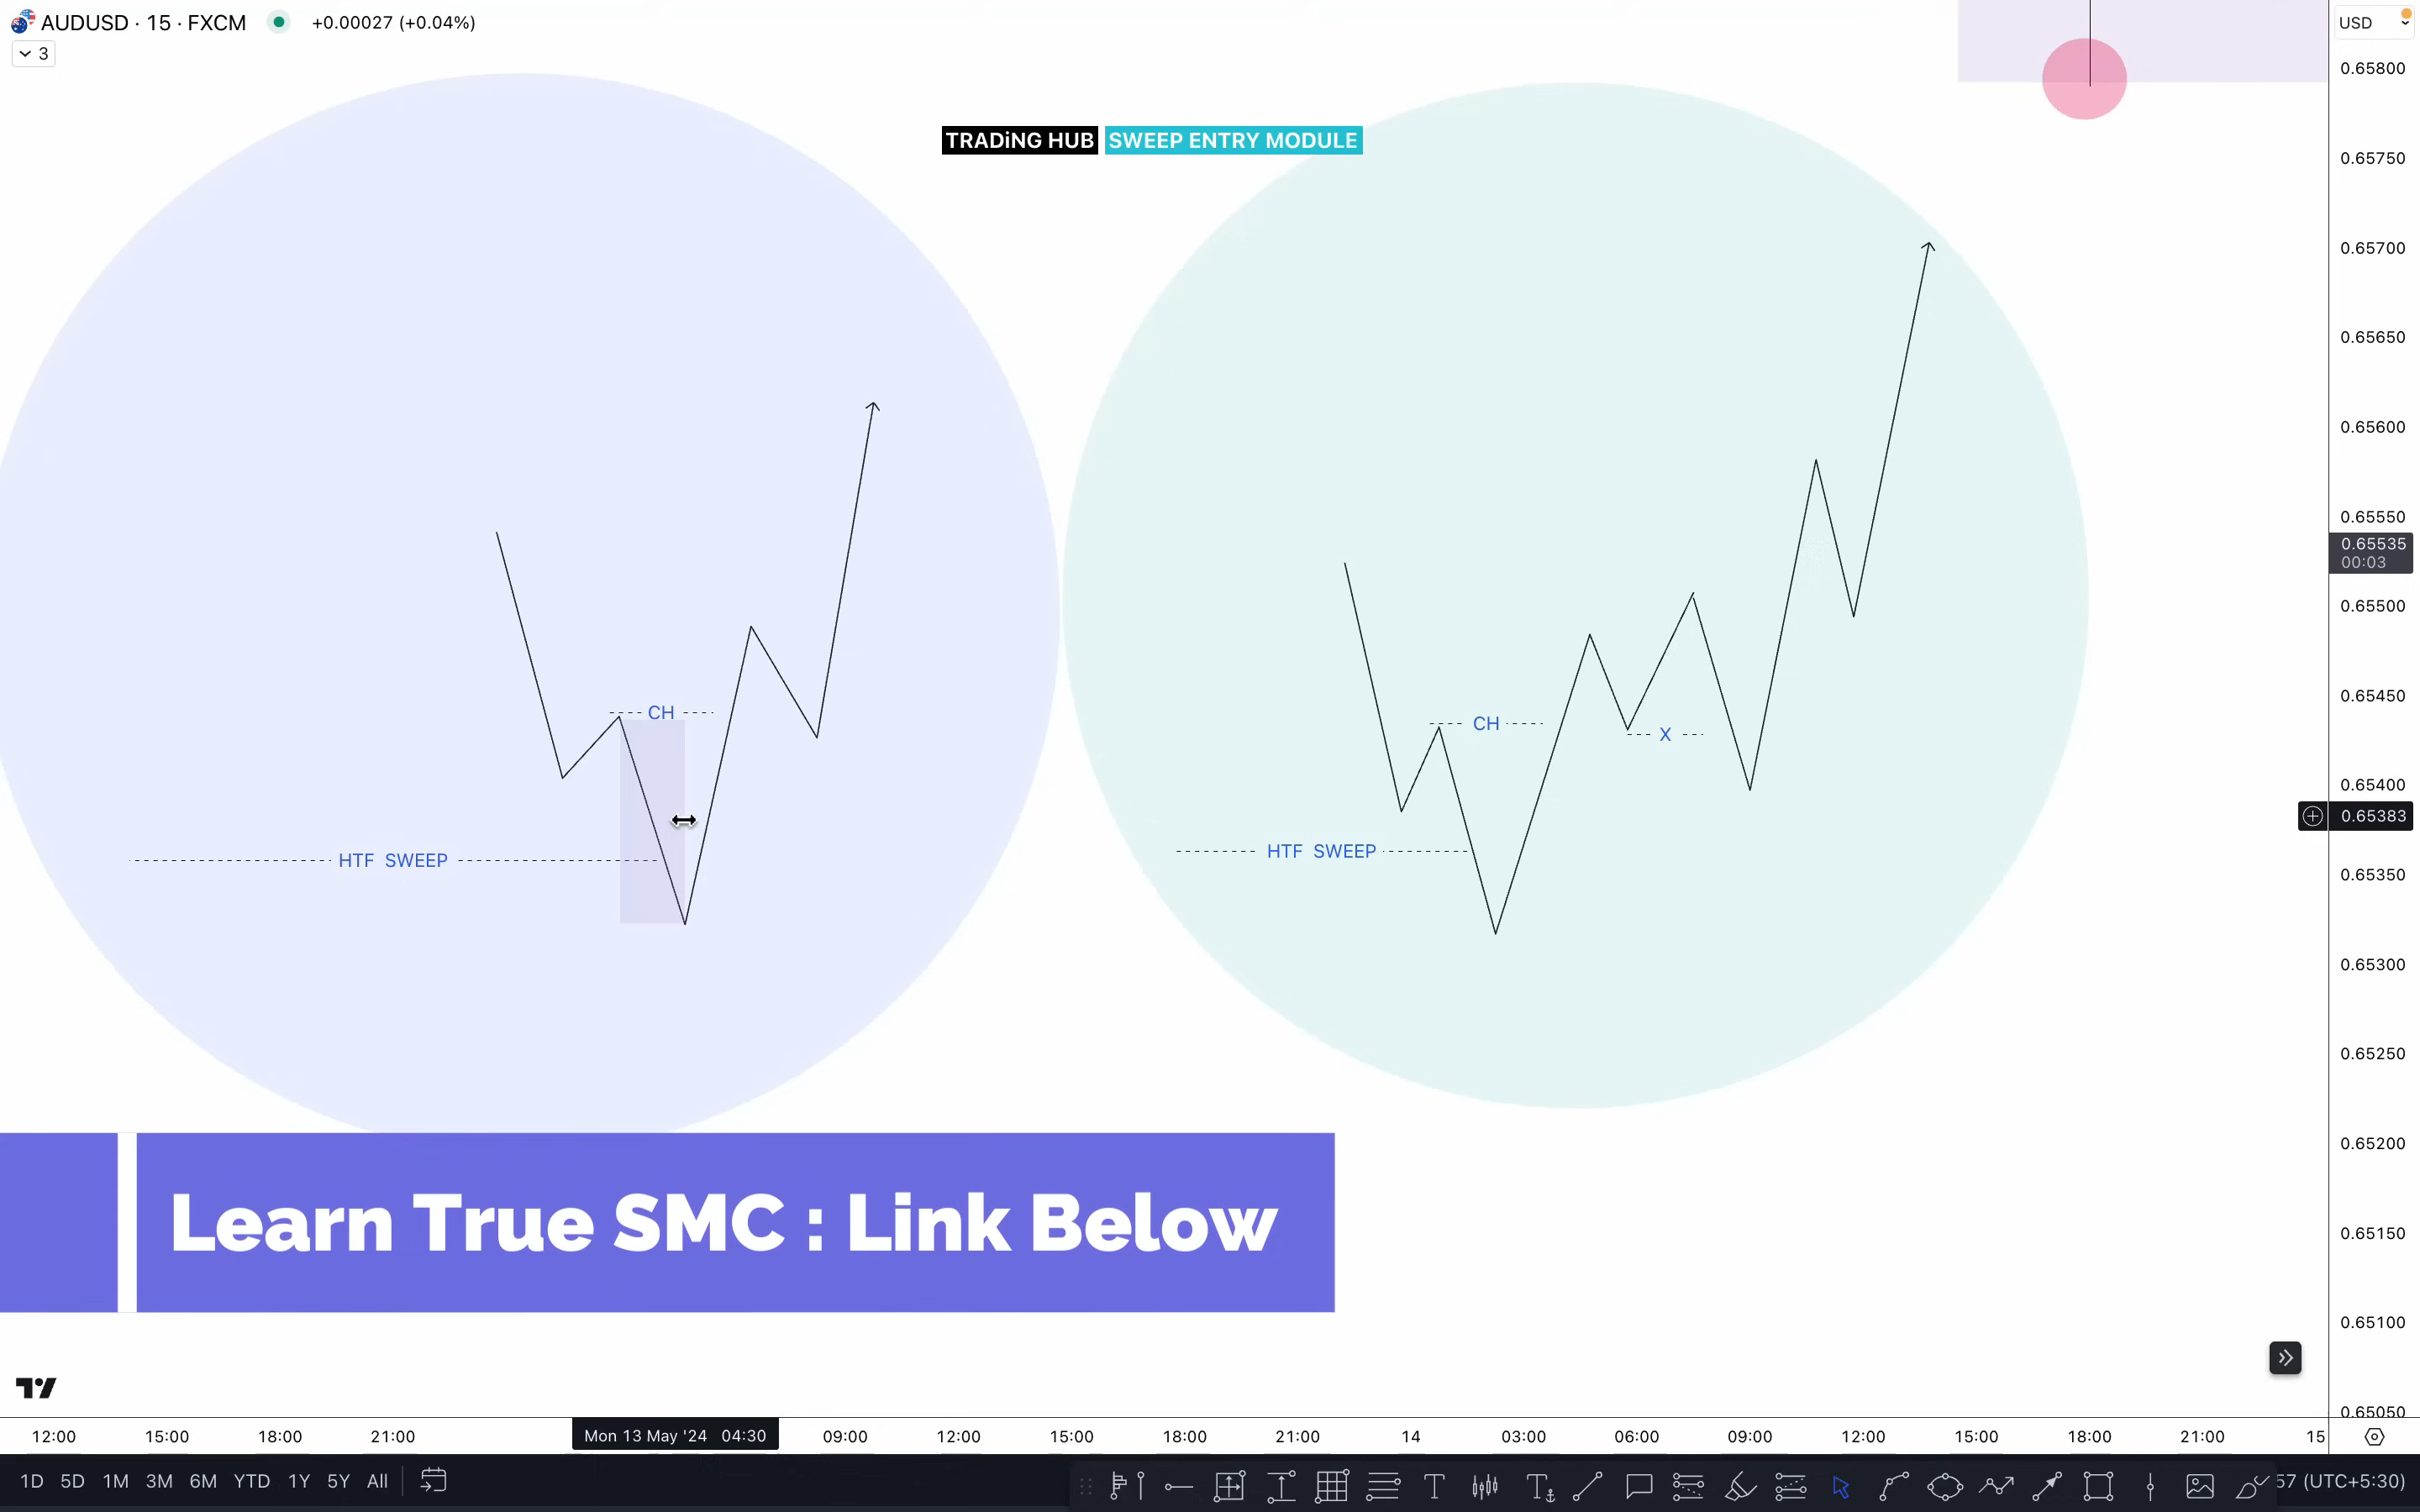 AUDUSD · 15 · FXCM +0.00027 (+0.04%)
3
USD
TRADiNG HUB SWEEP ENTRY MODULE
CH
HTF SWEEP
CH
X
HTF SWEEP
0.65800
0.65750
0.65700
0.65650
0.65600
0.65550
0.65535
00:03
0.65500
0.65450
0.65400
0.65383
0.65350
0.65300
0.65250
0.65200
0.65150
0.65100
0.65050
Learn True SMC : Link Below
12:00 15:00 18:00 21:00 Mon 13 May '24 04:30 09:00 12:00 15:00 18:00 21:00 14 03:00 06:00 09:00 12:00 15:00 18:00 21:00 15
1D 5D 1M 3M 6M YTD 1Y 5Y All 57 (UTC+5:30)